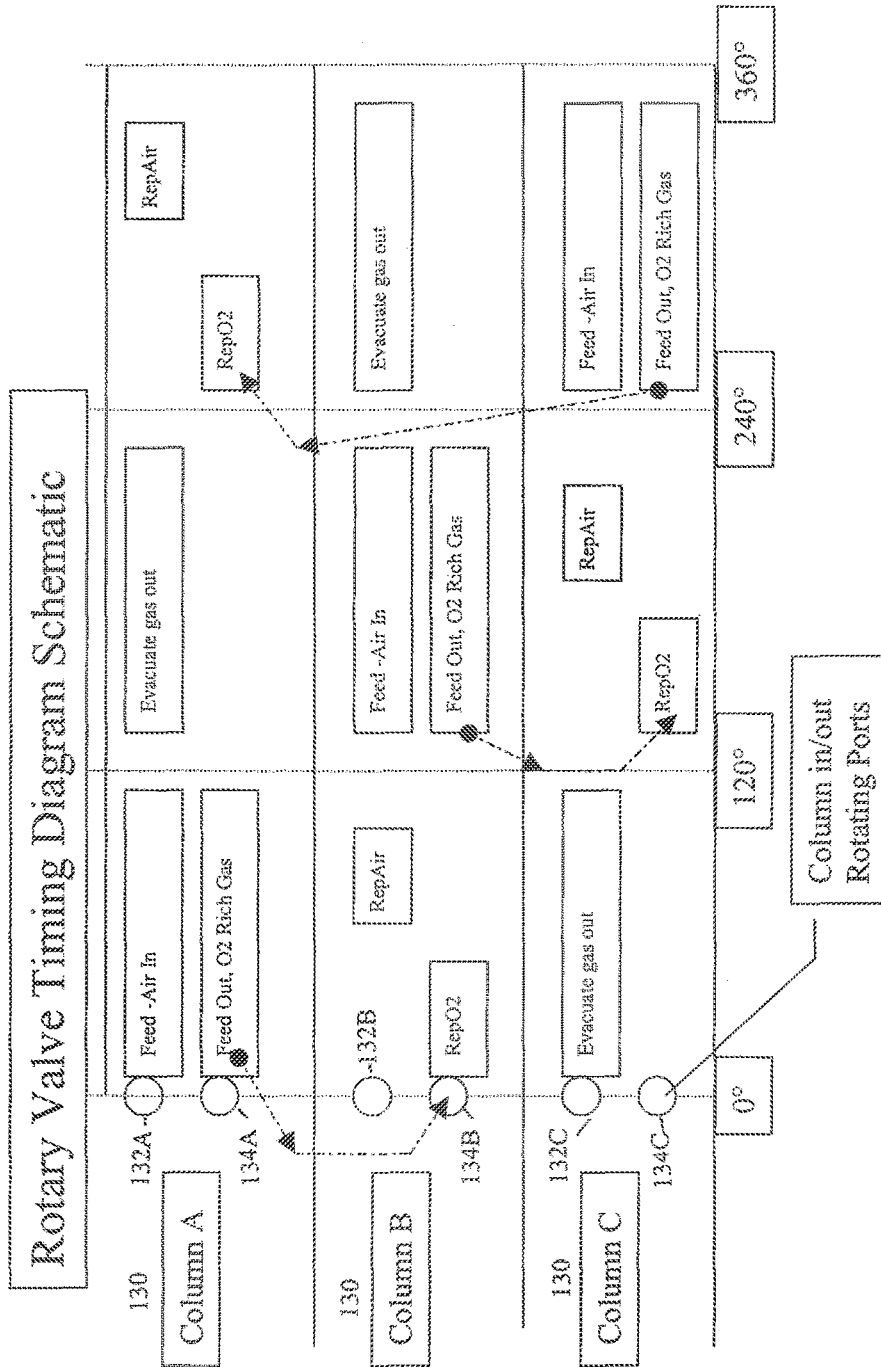 Rotary Valve Timing Diagram Schematic
130
Column A
132A
134A
Feed -Air In
Feed Out, O2 Rich Gas
Evacuate gas out
RepO2
RepAir
130
Column B
132B
134B
RepO2
RepAir
Feed -Air In
Feed Out, O2 Rich Gas
Evacuate gas out
130
Column C
132C
134C
Evacuate gas out
RepO2
RepAir
Feed -Air In
Feed Out, O2 Rich Gas
0°
120°
240°
360°
Column in/out
Rotating Ports